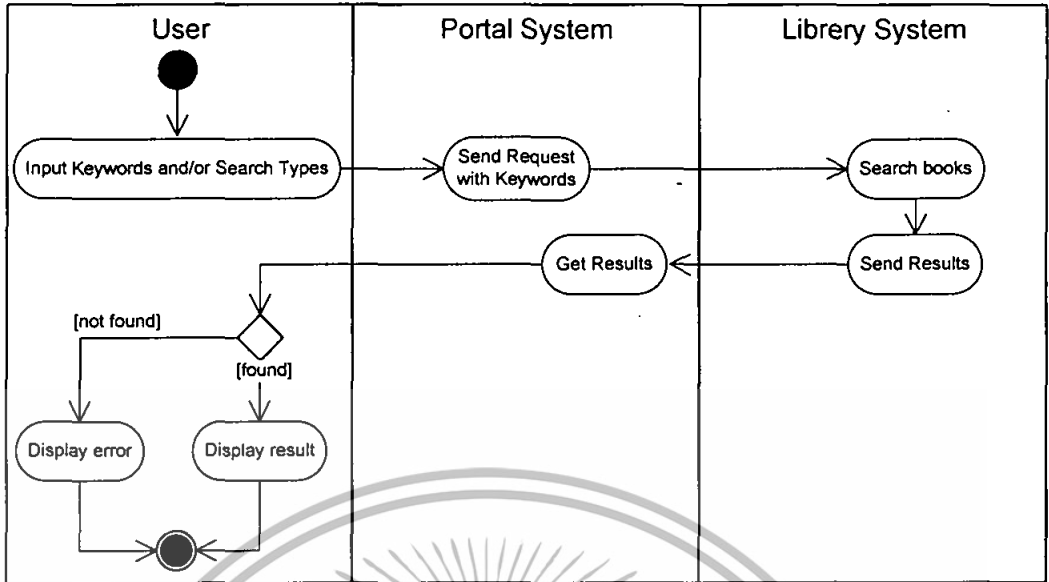 User
Portal System
Librery System
Input Keywords and/or Search Types
Send Request
with Keywords
Search books
Get Results
Send Results
[not found]
[found]
Display error
Display result